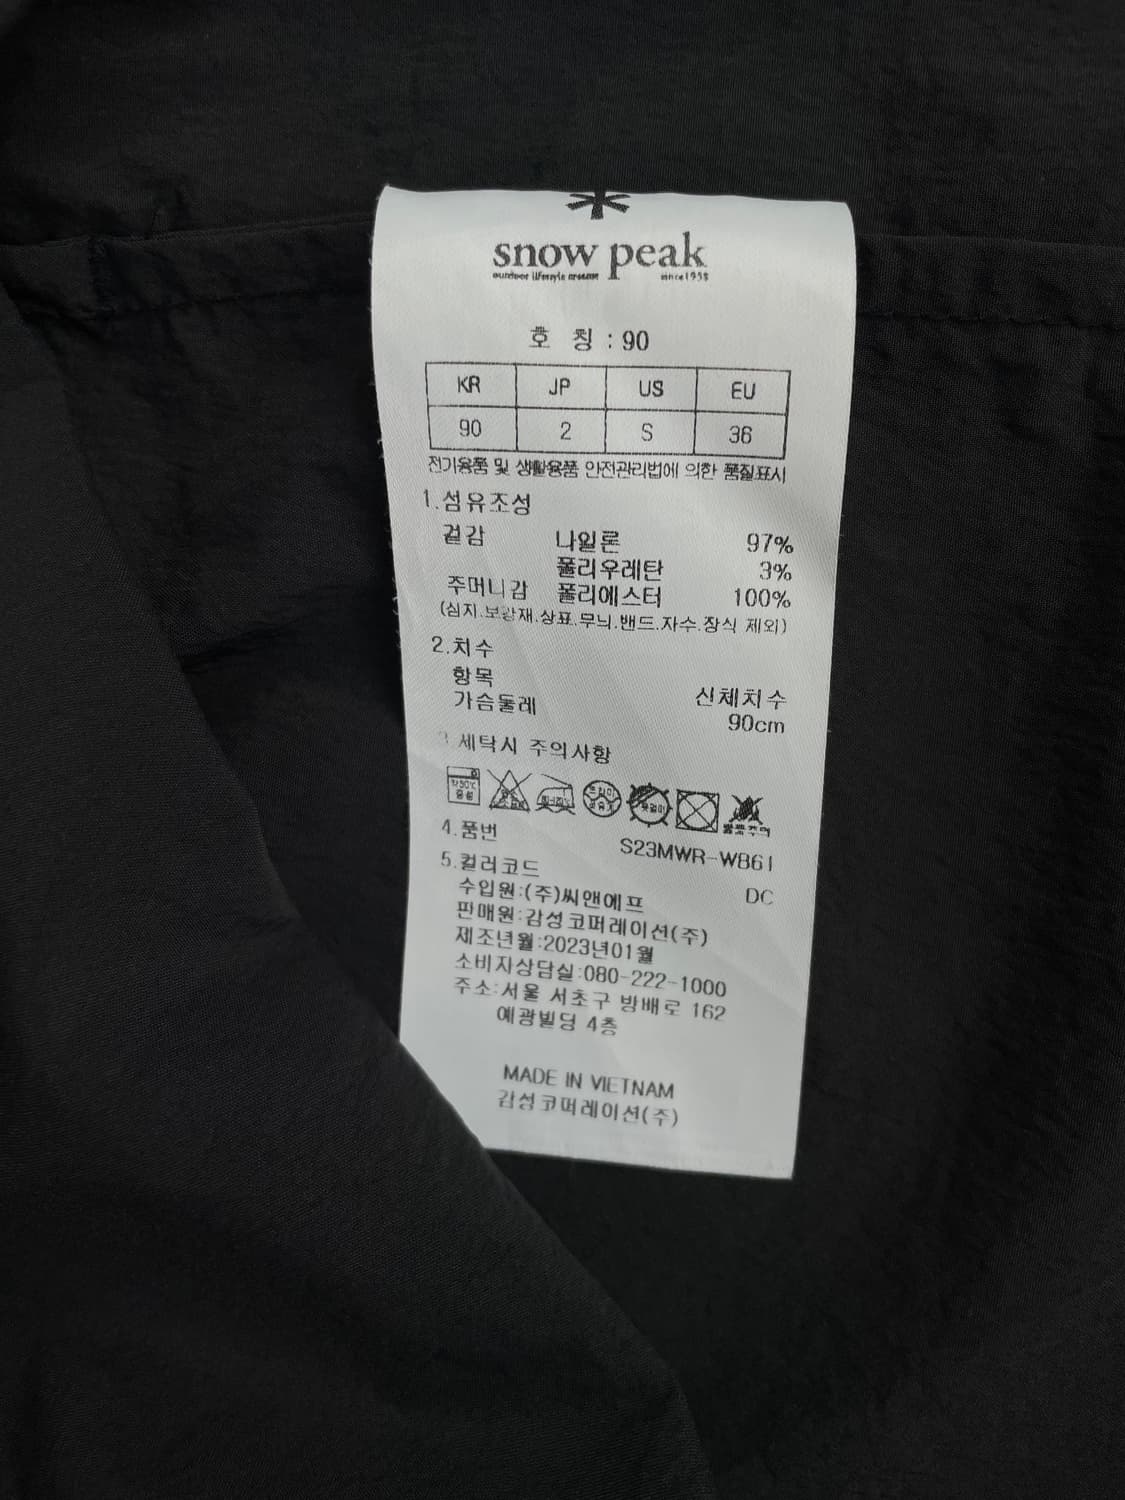 snow peak
outdoor lifestyle creator since1958
호 칭 : 90
KR JP US EU
90 2 S 36
전기용품 및 생활용품 안전관리법에 의한 품질표시
1.섬유조성
겉감 나일론 97%
폴리우레탄 3%
주머니감 폴리에스터 100%
(심지.보강재.상표.무늬.밴드.자수.장식 제외)
2.치수
항목 신체치수
가슴둘레 90cm
3.세탁시 주의사항
4.품번 S23MWR-W861
5.컬러코드 DC
수입원:(주)씨앤에프
판매원:감성코퍼레이션(주)
제조년월:2023년01월
소비자상담실:080-222-1000
주소:서울 서초구 방배로 162
예광빌딩 4층
MADE IN VIETNAM
감성코퍼레이션(주)